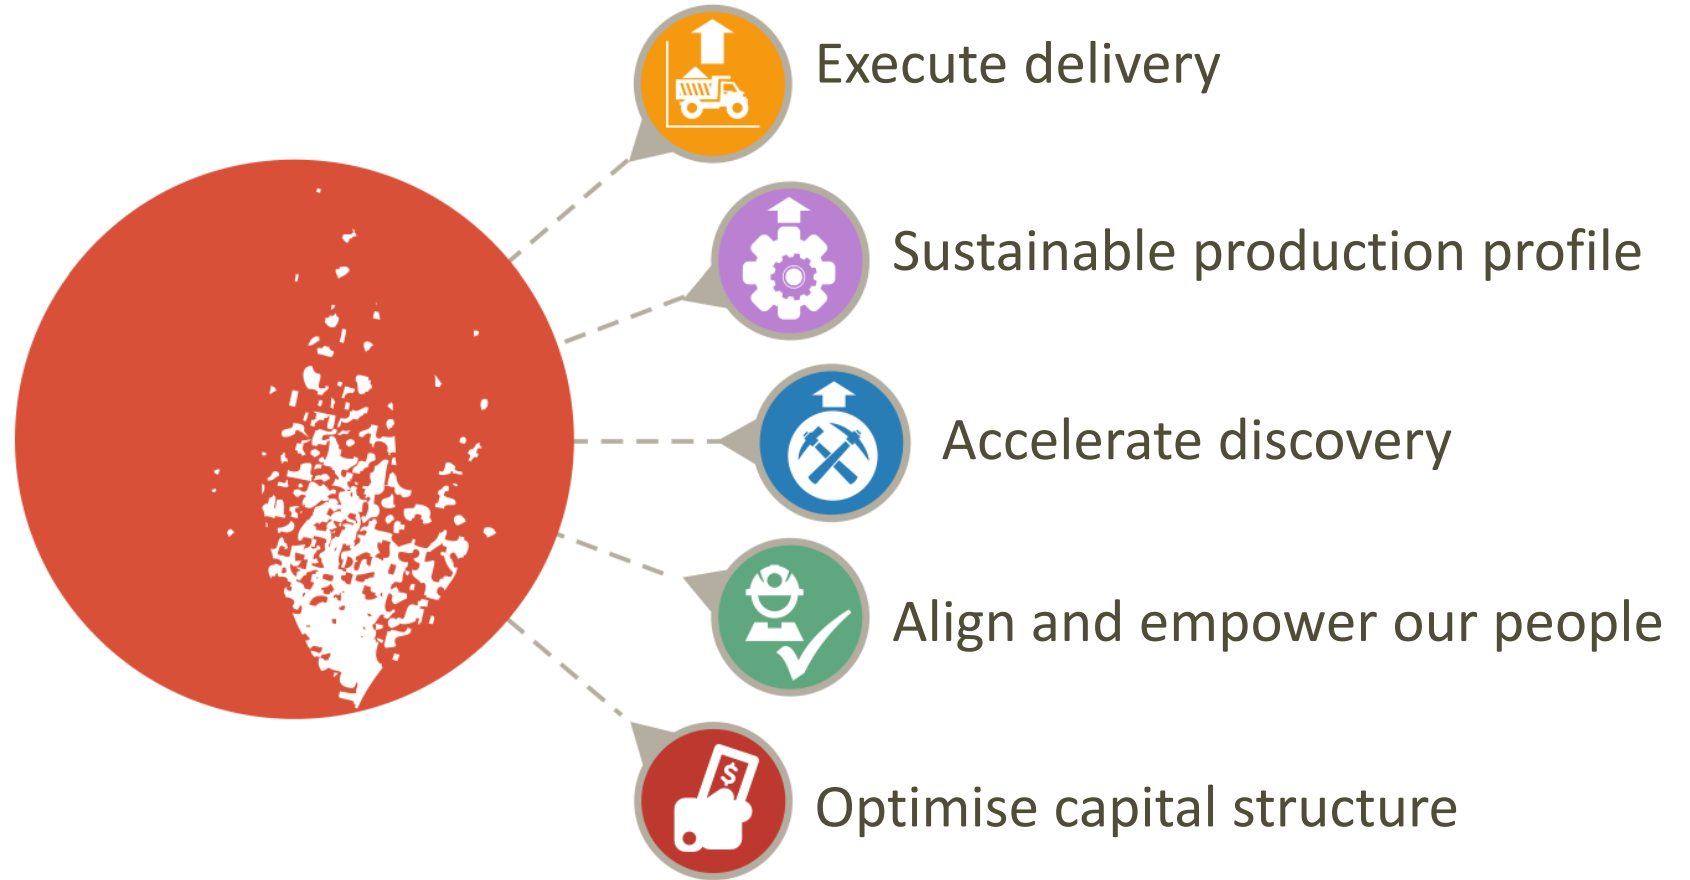 Execute delivery
Sustainable production profile
Accelerate discovery
Align and empower our people
$
Optimise capital structure